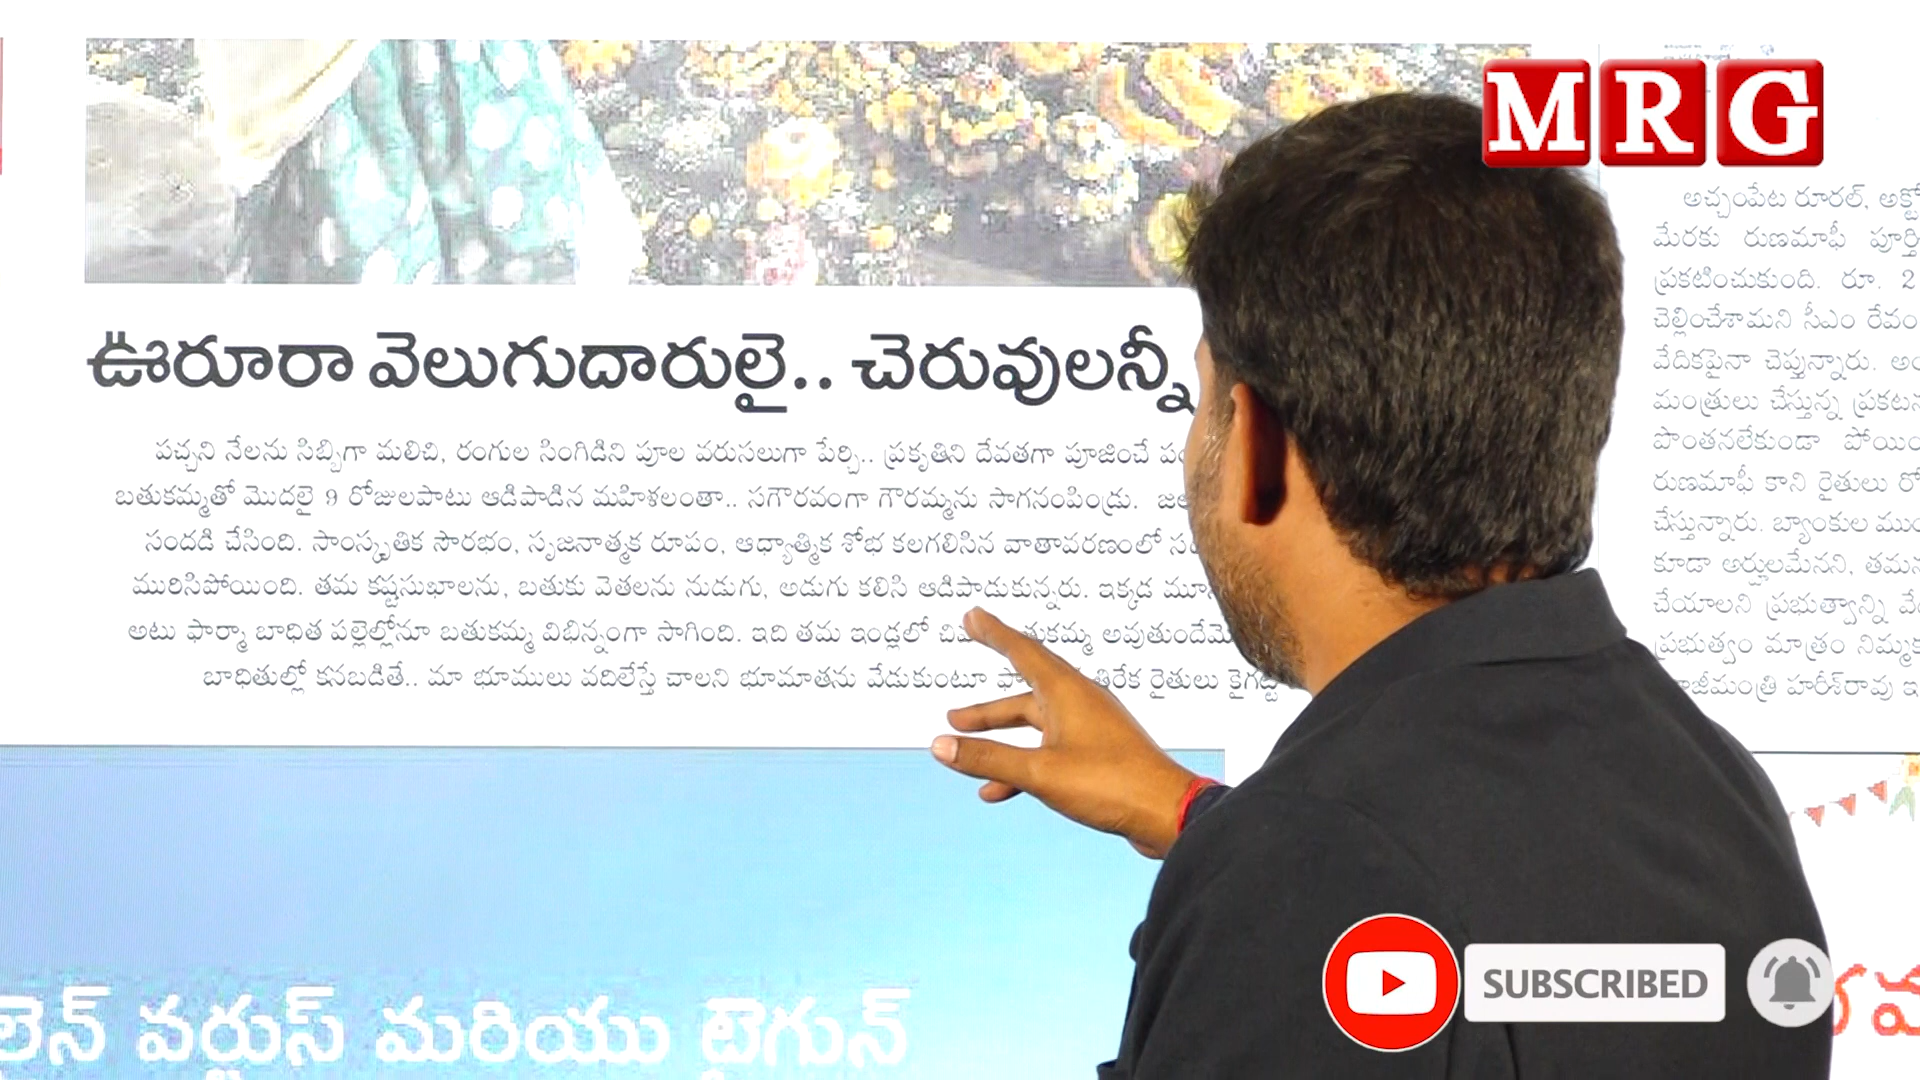 MRG
ఊరూరా వెలుగుదారులై.. చెరువులన్నీ
పచ్చని నేలను సిబ్బిగా మలిచి, రంగుల సింగిడిని పూల వరుసలుగా పేర్చి.. ప్రకృతిని దేవతగా పూజించే
బతుకమ్మతో మొదలై 9 రోజులపాటు ఆడిపాడిన మహిళలంతా.. సగౌరవంగా గౌరమ్మను సాగనంపిండ్రు.
సందడి చేసింది. సాంస్కృతిక సౌరభం, సృజనాత్మక రూపం, ఆధ్యాత్మిక శోభ కలగలిసిన వాతావరణంలో
మురిసిపోయింది. తమ కష్టసుఖాలను, బతుకు వెతలను నుడుగు, అడుగు కలిసి ఆడిపాడుకున్నరు. ఇక్కడ
అటు ఫార్మా బాధిత పల్లెల్లోనూ బతుకమ్మ విభిన్నంగా సాగింది. ఇది తమ ఇండ్లలో
బాధితుల్లో కనబడితే.. మా భూములు వదిలేస్తే చాలని భూమాతను వేడుకుంటూ రైతులు
అచ్చంపేట రూరల్,
మేరకు రుణమాఫీ
ప్రకటించుకుంది. రూ. 2
చెల్లించేశామని సీఎం
వేదికపైనా చెప్తున్నారు.
మంత్రులు చేస్తున్న
పొంతనలేకుండా
రుణమాఫీ కాని రైతులు
చేస్తున్నారు. బ్యాంకుల
కూడా అర్హులమేనని,
చేయాలని ప్రభుత్వాన్ని
ప్రభుత్వం మాత్రం
హరీశ్‌రావు
వర్టుస్ మరియు టైగున్
SUBSCRIBED